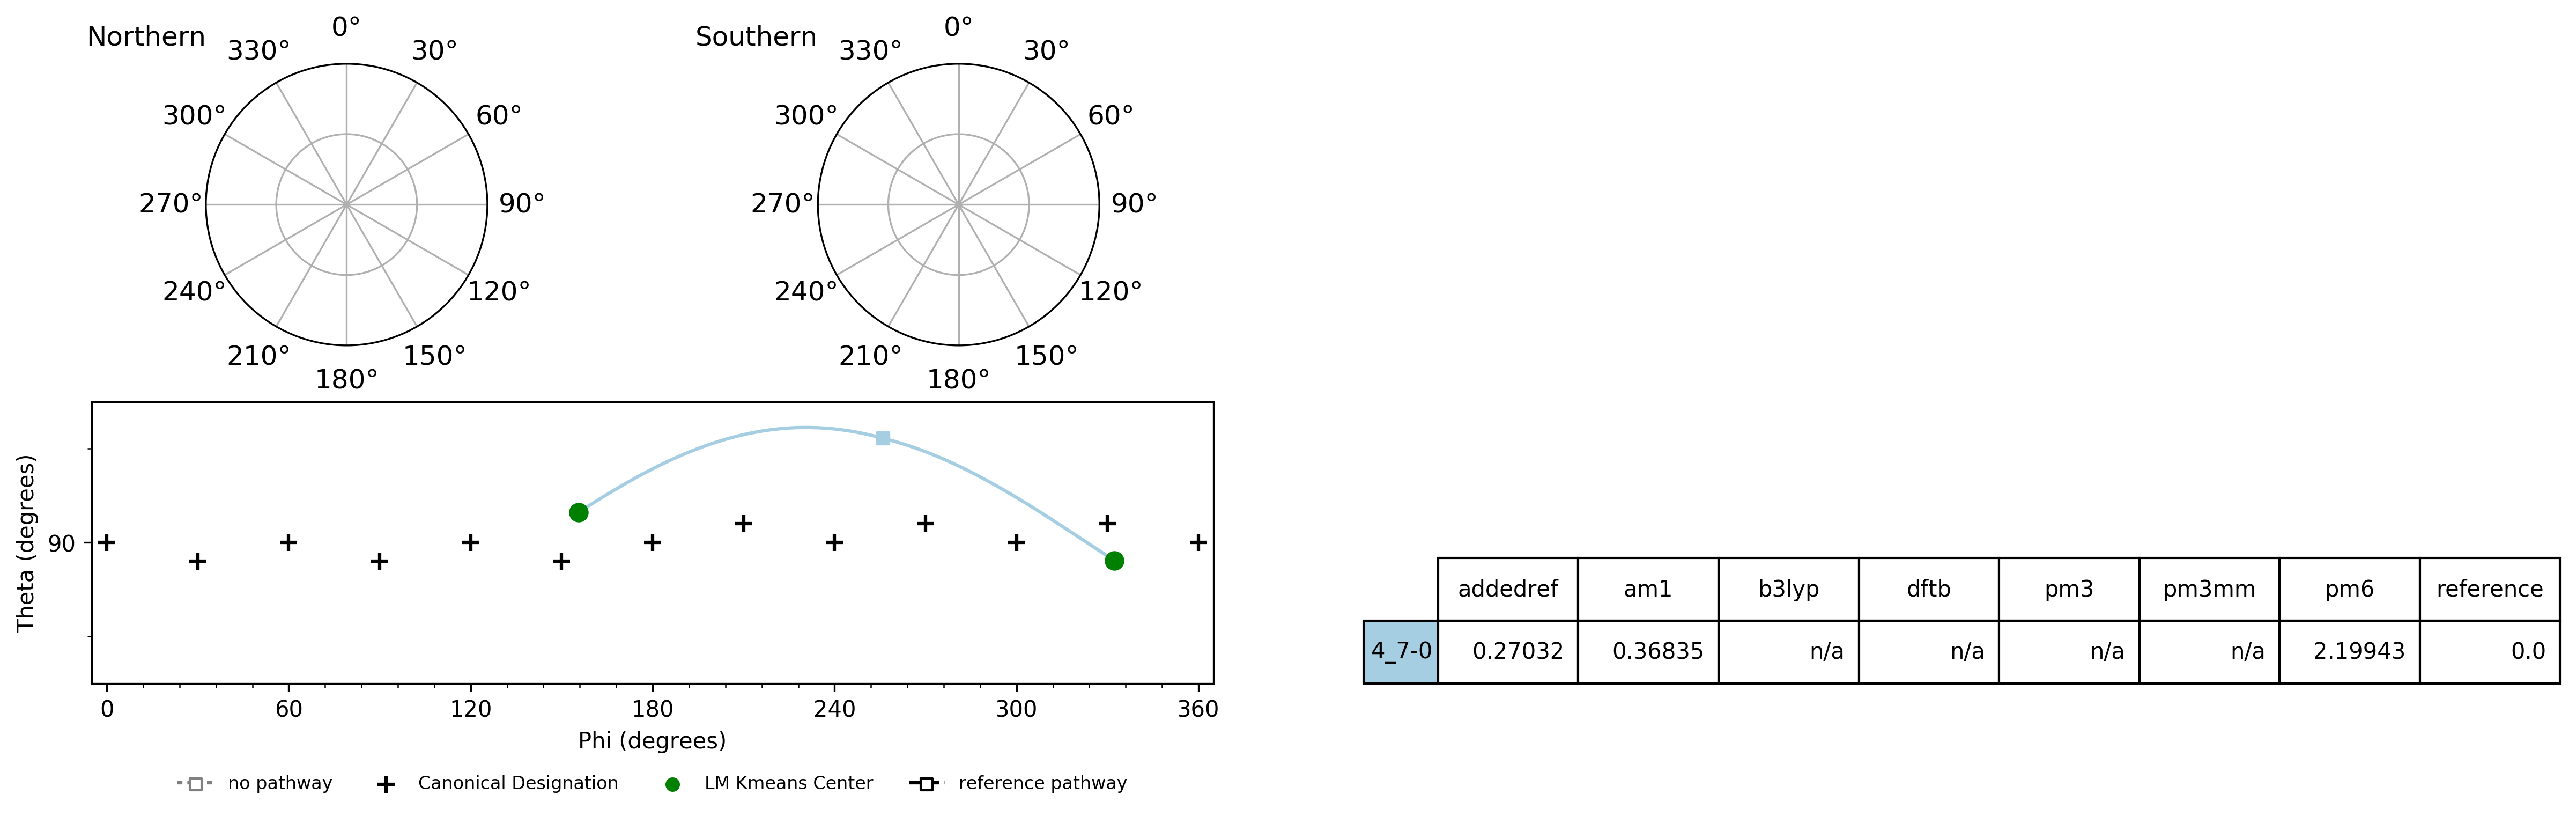 Northern
0°
330° 30°
300° 60°
270° 90°
240° 120°
210° 150°
180°
Southern
0°
330° 30°
300° 60°
270° 90°
240° 120°
210° 150°
180°
Theta (degrees)
90
0 60 120 180 240 300 360
Phi (degrees)
no pathway Canonical Designation LM Kmeans Center reference pathway
addedref am1 b3lyp dftb pm3 pm3mm pm6 reference
4_7-0 0.27032 0.36835 n/a n/a n/a n/a 2.19943 0.0